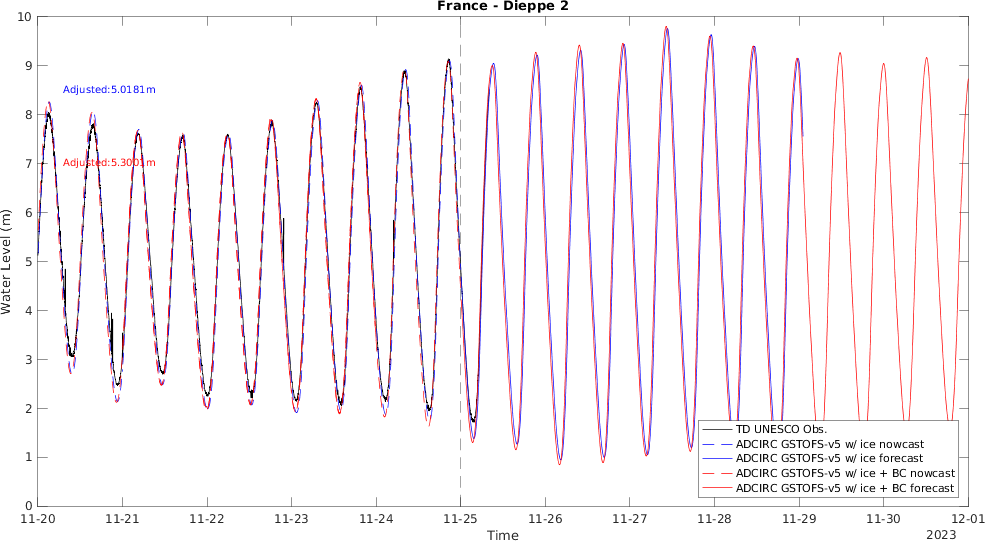 France - Dieppe 2
10
9
8
7
6
5
4
3
2
1
0
Water Level (m)
Adjusted:5.0181m
TD UNESCO Obs.
ADCIRC GSTOFS-v5 w/ ice nowcast
ADCIRC GSTOFS-v5 w/ ice forecast
ADCIRC GSTOFS-v5 w/ ice + BC nowcast
ADCIRC GSTOFS-v5 w/ ice + BC forecast
11-20 11-21 11-22 11-23 11-24 11-25 11-26 11-27 11-28 11-29 11-30 12-01
Time
2023